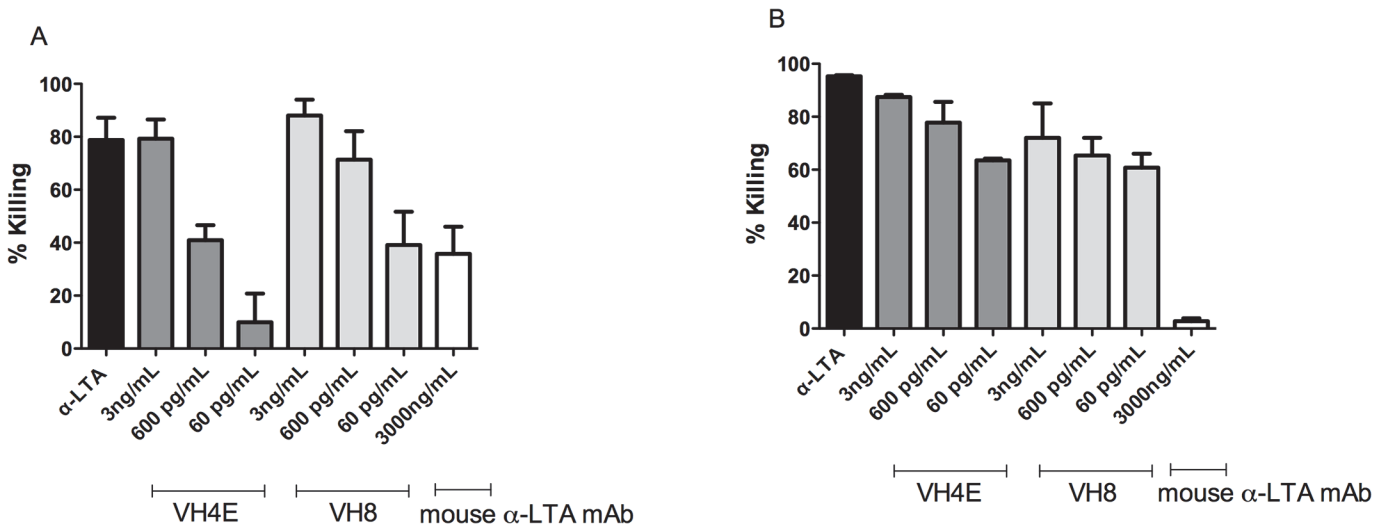 A
% Killing
100
80
60
40
20
0
α-LTA
3ng/mL
600 pg/mL
60 pg/mL
3ng/mL
600 pg/mL
60 pg/mL
3000ng/mL
VH4E
VH8
mouse α-LTA mAb
B
% Killing
100
80
60
40
20
0
α-LTA
3ng/mL
600 pg/mL
60 pg/mL
3ng/mL
600 pg/mL
60 pg/mL
3000ng/mL
VH4E
VH8
mouse α-LTA mAb